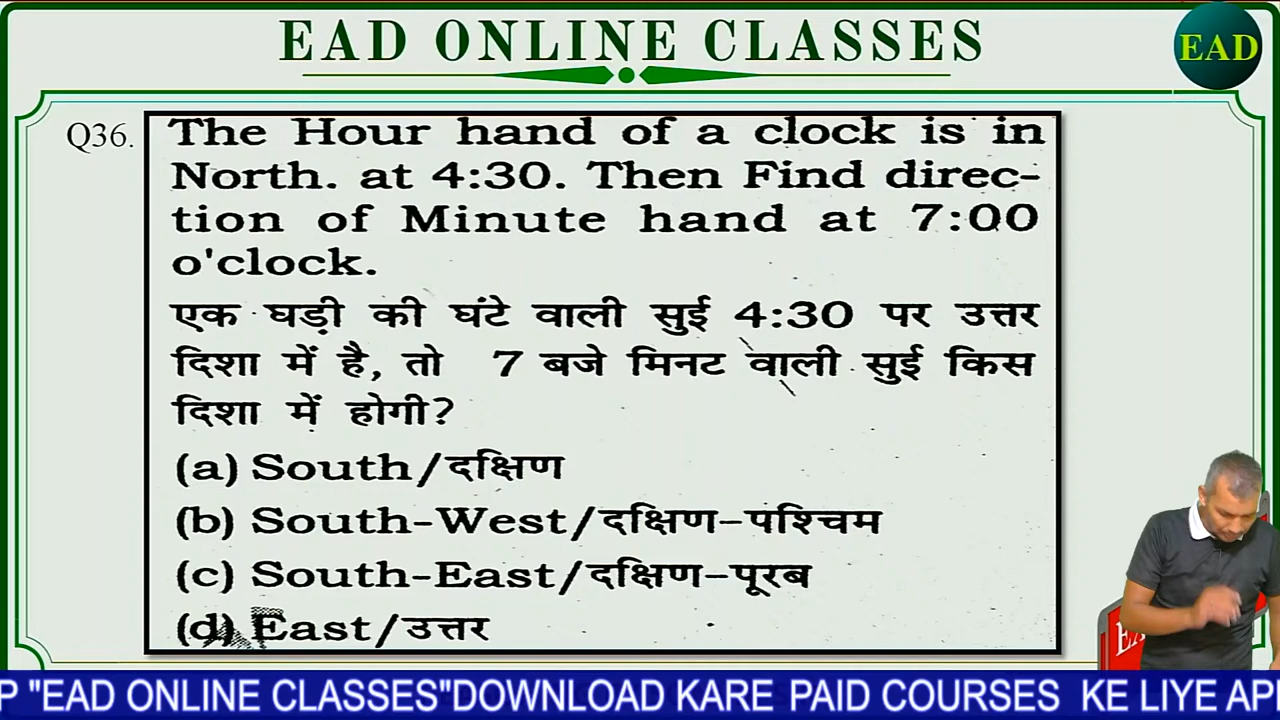 EAD ONLINE CLASSES
EAD
Q36.
The Hour hand of a clock is in
North. at 4:30. Then Find direc-
tion of Minute hand at 7:00
o'clock.
एक घड़ी की घंटे वाली सुई 4:30 पर उत्तर
दिशा में है, तो 7 बजे मिनट वाली सुई किस
दिशा में होगी?
(a) South/दक्षिण
(b) South-West/दक्षिण-पश्चिम
(c) South-East/दक्षिण-पूरब
(d) East/उत्तर
EA
P "EAD ONLINE CLASSES"DOWNLOAD KARE PAID COURSES KE LIYE API